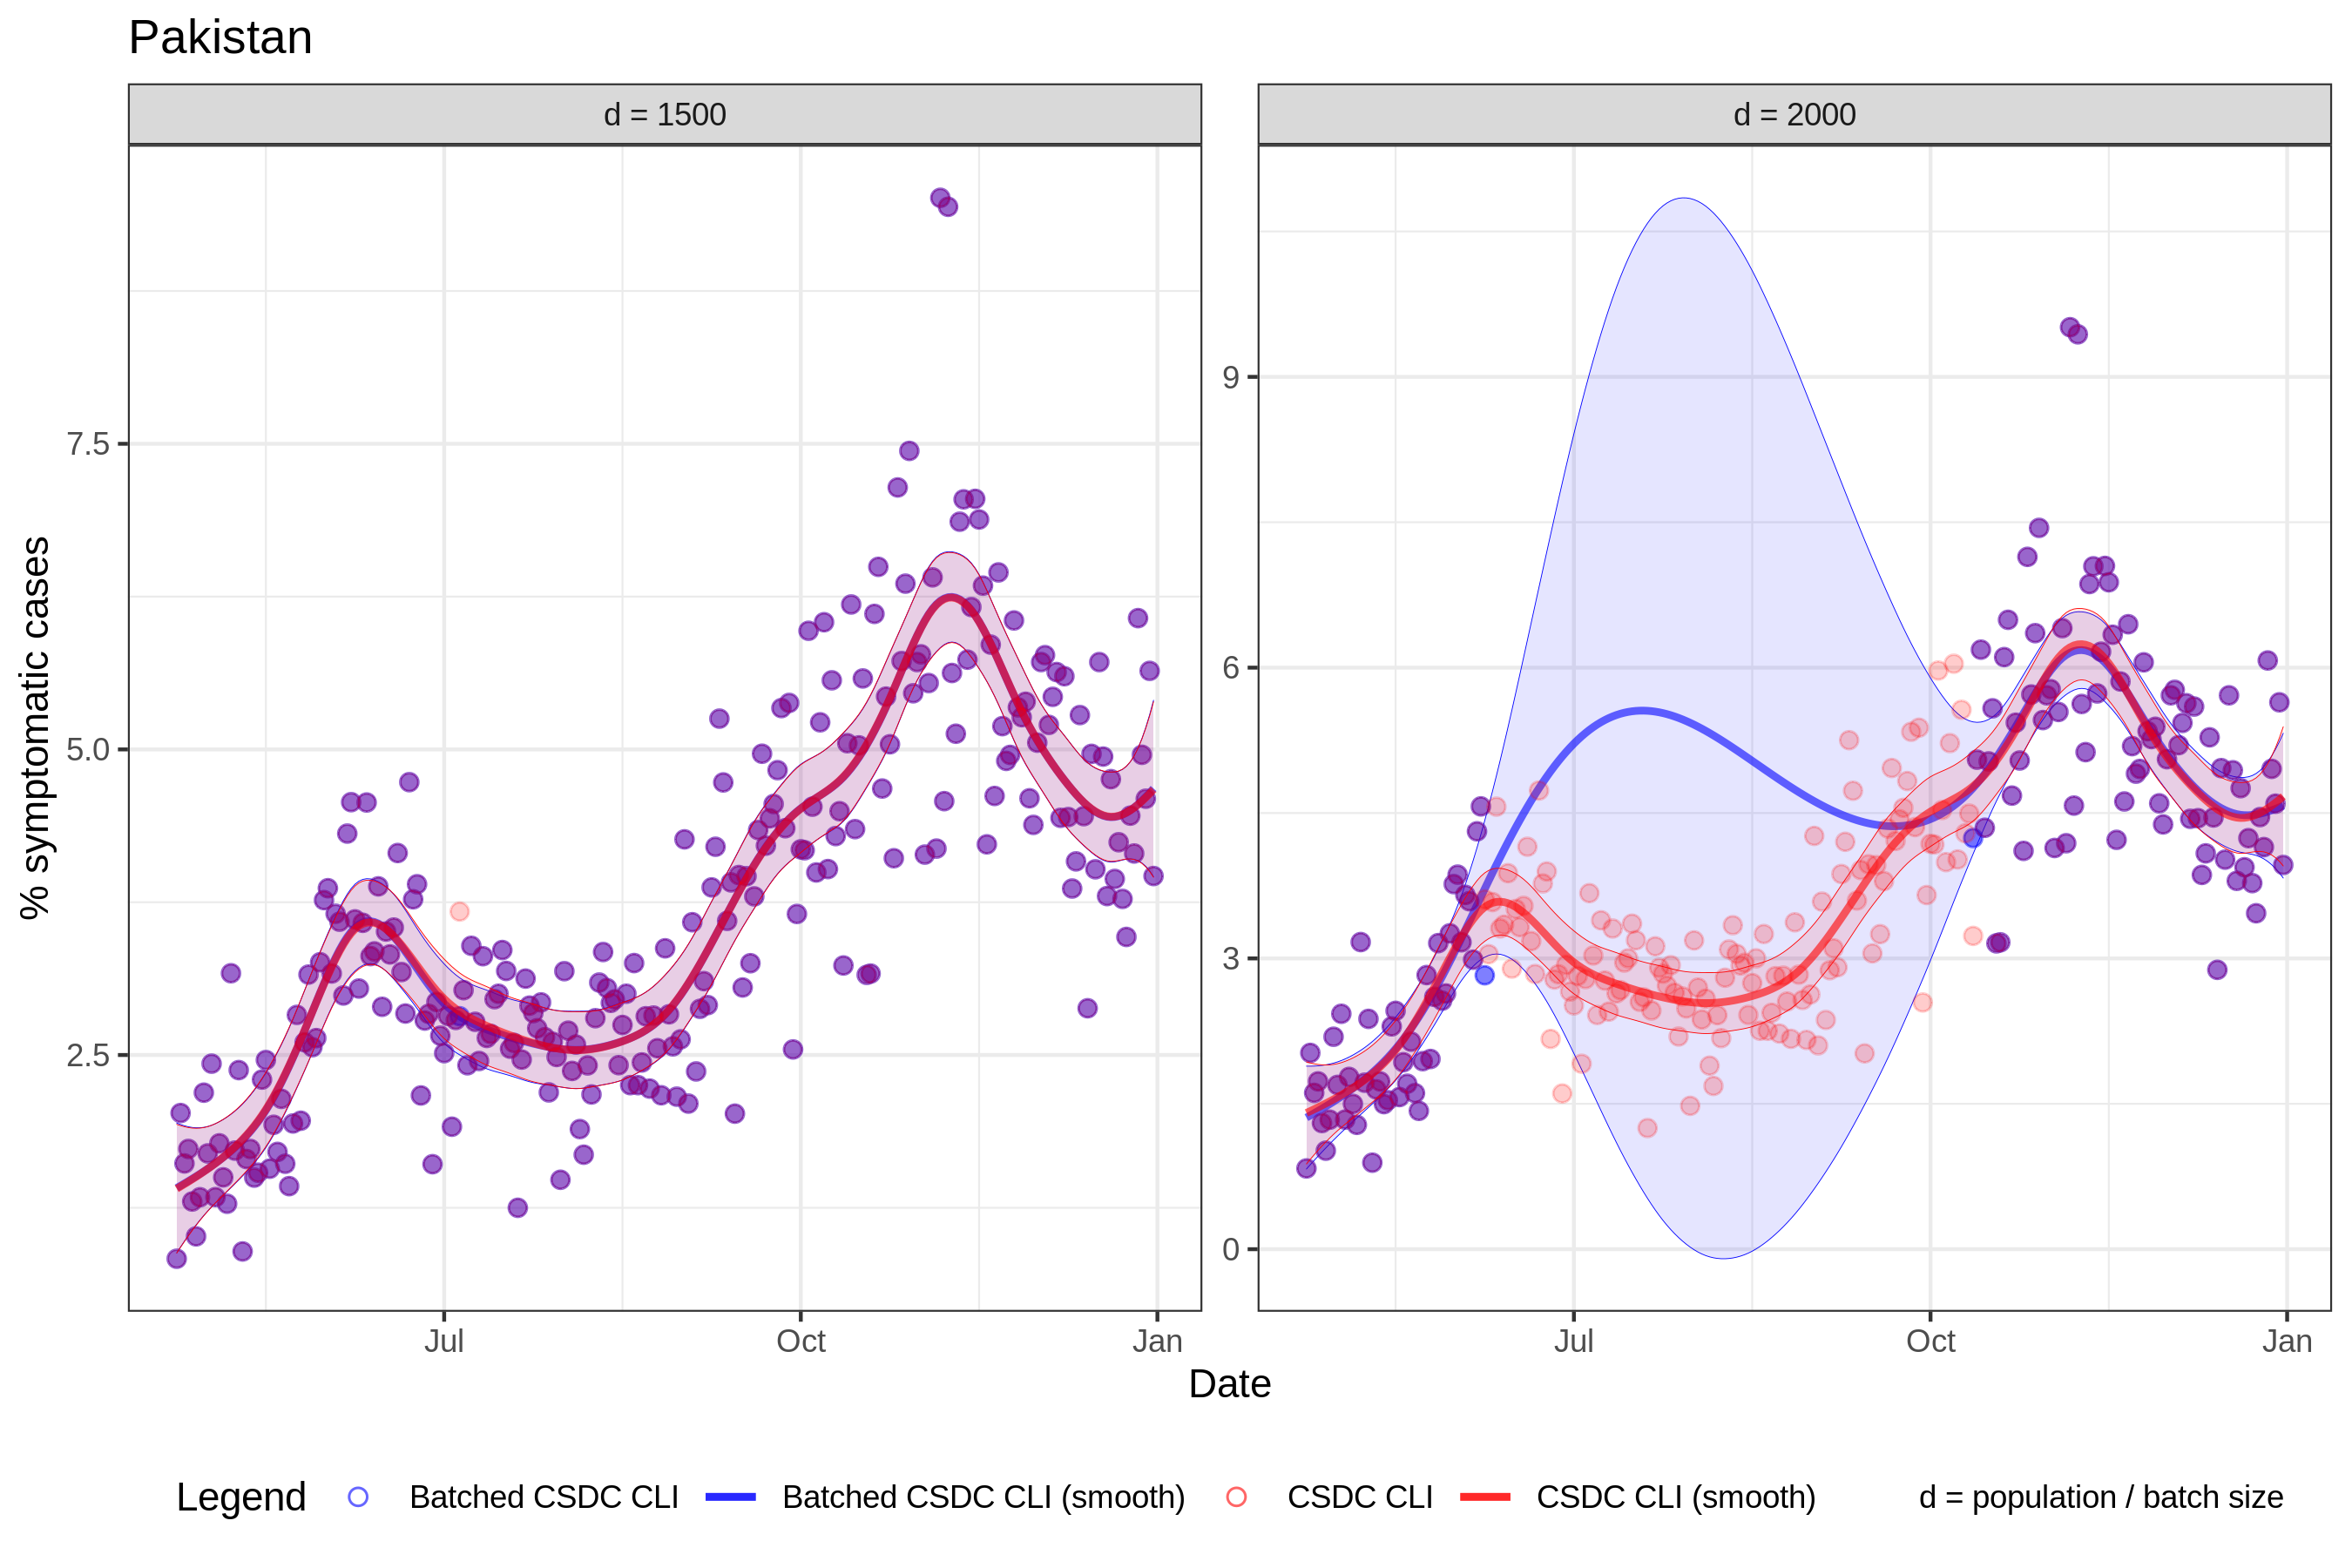 Pakistan
d = 1500
d = 2000
% symptomatic cases
7.5
5.0
2.5
9
6
3
0
Jul
Oct
Jan
Jul
Oct
Jan
Date
Legend
Batched CSDC CLI
Batched CSDC CLI (smooth)
CSDC CLI
CSDC CLI (smooth)
d = population / batch size